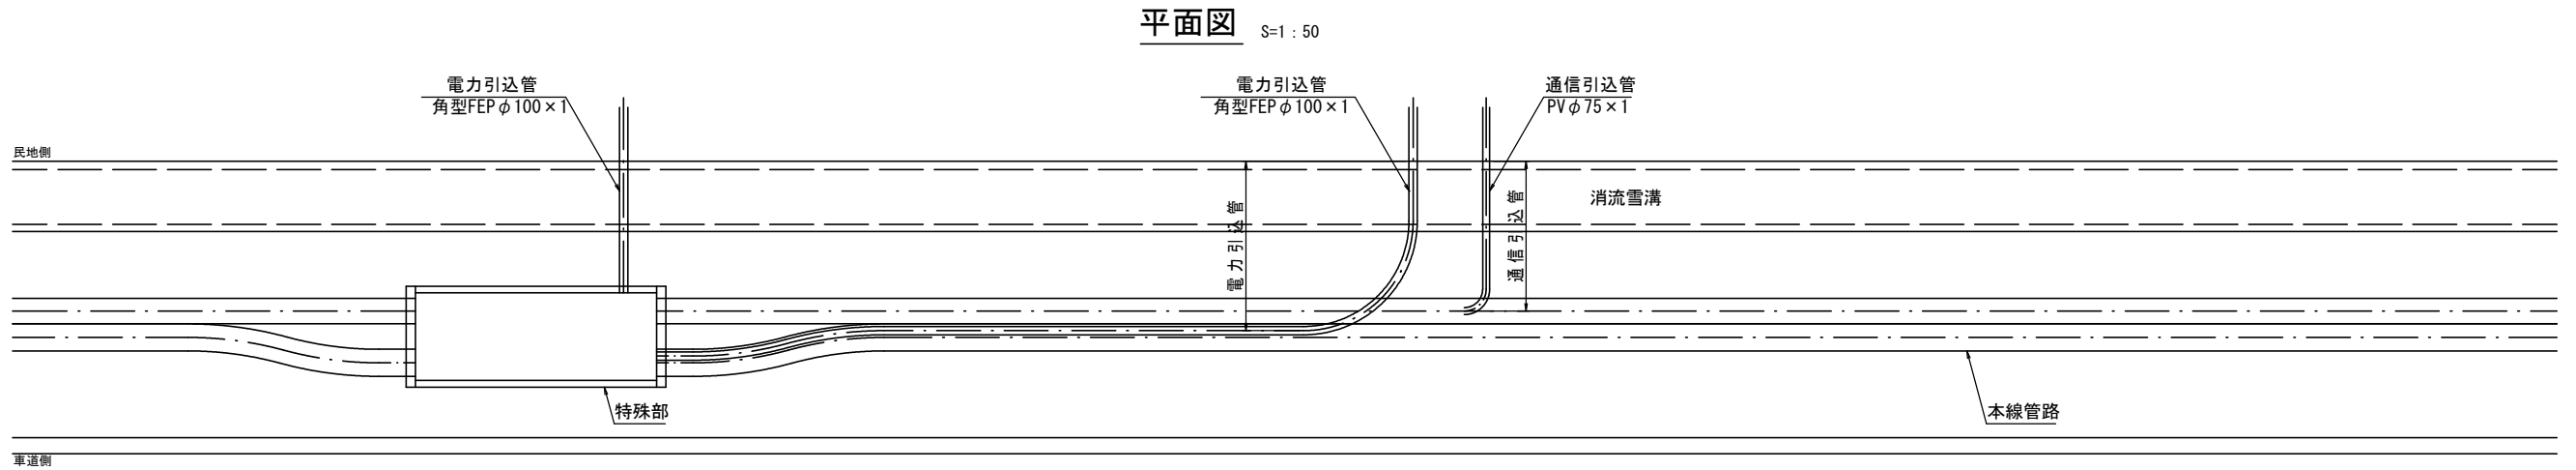 平面図 S=1：50
電力引込管
角型FEPφ100×1
電力引込管
角型FEPφ100×1
通信引込管
PVφ75×1
民地側
消流雪溝
電力引込管
通信引込管
特殊部
本線管路
車道側